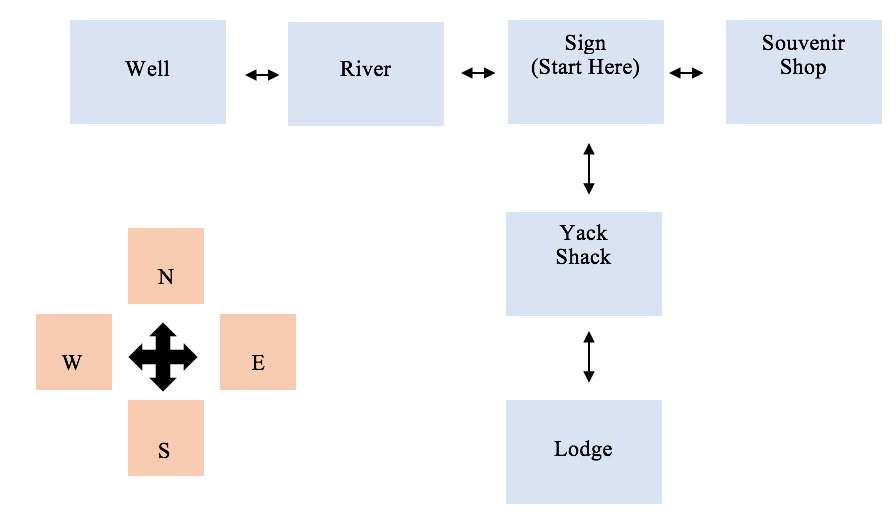 Well
River
Sign
(Start Here)
Souvenir
Shop
Yack
Shack
N
W
E
S
Lodge